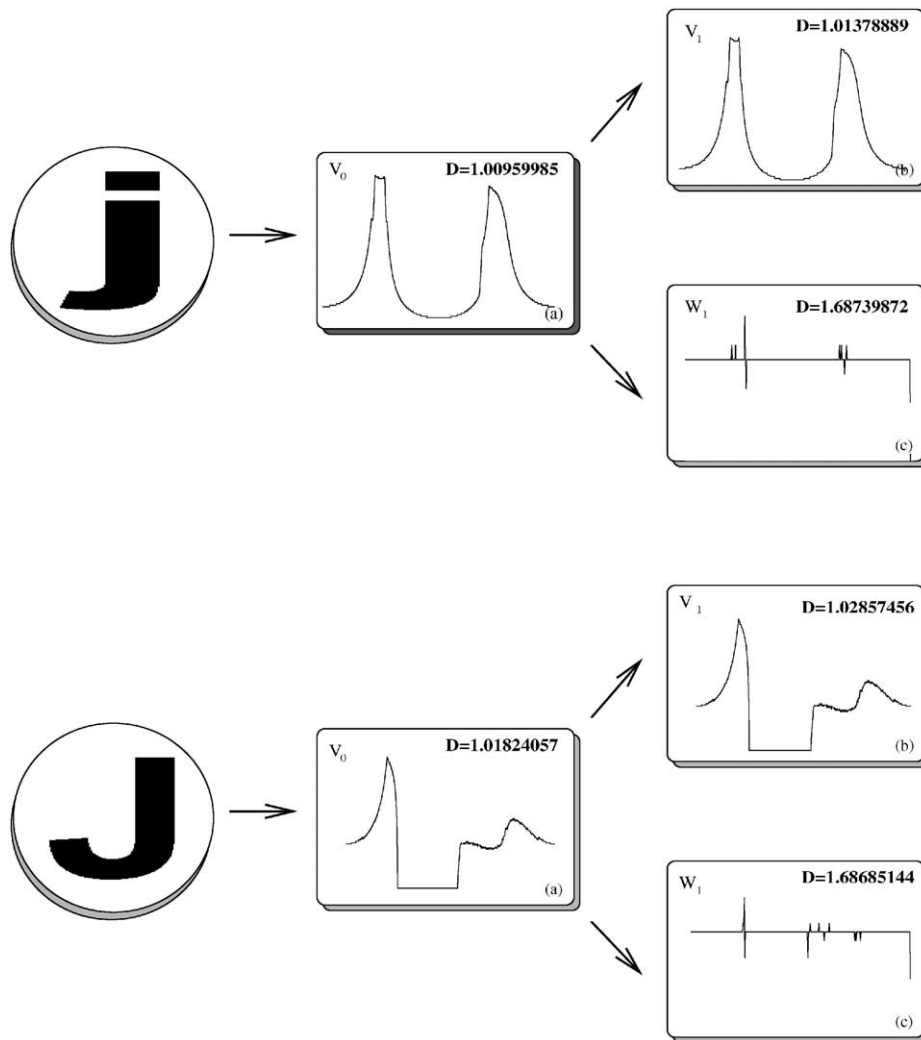 V1 D=1.01378889
(b)
j
V0 D=1.00959985
(a)
W1 D=1.68739872
(c)
V1 D=1.02857456
(b)
J
V0 D=1.01824057
(a)
W1 D=1.68685144
(c)